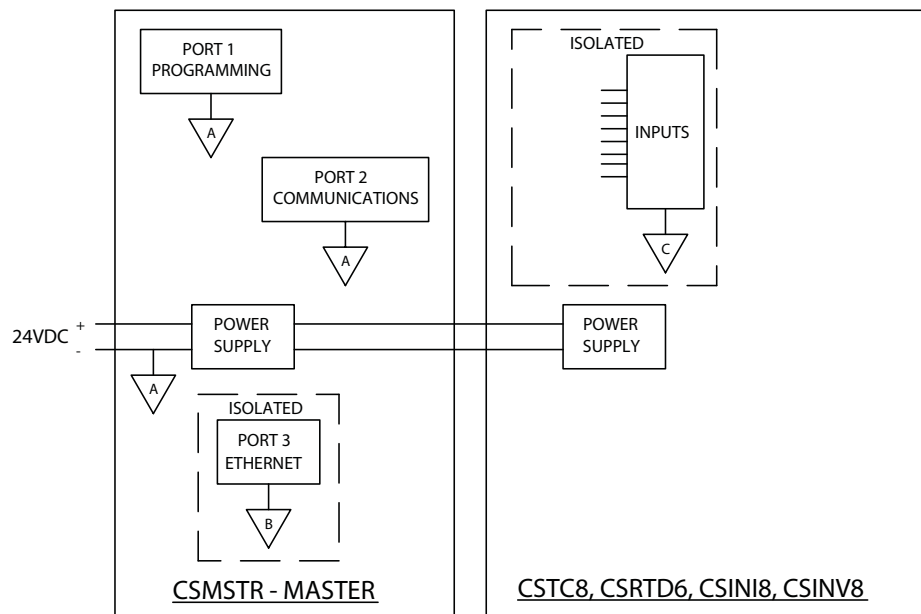 PORT 1
PROGRAMMING
A
PORT 2
COMMUNICATIONS
A
24VDC
+
-
POWER
SUPPLY
A
ISOLATED
PORT 3
ETHERNET
B
CSMSTR - MASTER
ISOLATED
INPUTS
C
POWER
SUPPLY
CSTC8, CSRTD6, CSINI8, CSINV8